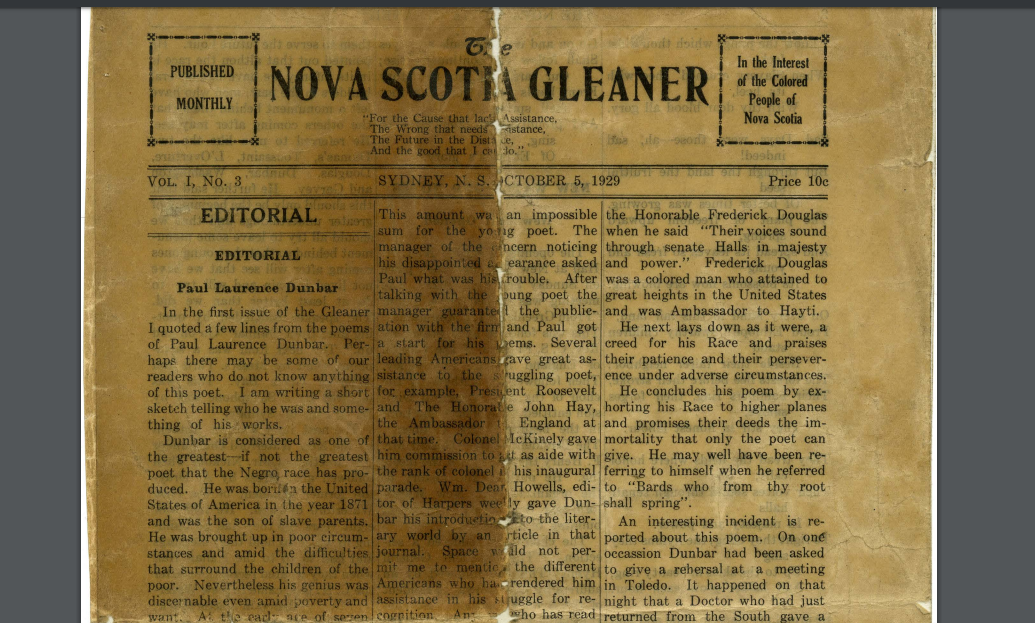 The
NOVA SCOTIA GLEANER
PUBLISHED
MONTHLY
In the Interest
of the Colored
People of
Nova Scotia
"For the Cause that lacks Assistance,
The Wrong that needs
The Future in the Distance,
And the good that I can do."
VOL. I, No. 3
SYDNEY, N. S. OCTOBER 5, 1929
Price 10c
EDITORIAL
EDITORIAL
Paul Laurence Dunbar
In the first issue of the Gleaner
I quoted a few lines from the poems
of Paul Laurence Dunbar. Per-
haps there may be some of our
readers who do not know anything
of this poet. I am writing a short
sketch telling who he was and some-
thing of his works.
Dunbar is considered as one of
the greatest—if not the greatest
poet that the Negro race has pro-
duced. He was born in the United
States of America in the year 1871
and was the son of slave parents.
He was brought up in poor circum-
stances and amid the difficulties
that surround the children of the
poor. Nevertheless his genius was
discernable even amid poverty and
want. At the early age of seven
This amount was an impossible
sum for the young poet. The
manager of the concern noticing
his disappointed appearance asked
Paul what was his trouble. After
talking with the young poet the
manager guaranteed the public-
ation with the firm and Paul got
a start for his poems. Several
leading Americans gave great as-
sistance to the struggling poet,
for example, President Roosevelt
and The Honorable John Hay,
the Ambassador England at
that time. Colonel McKinely gave
him commission to act as aide with
the rank of colonel his inaugural
parade. Wm. Dean Howells, edi-
tor of Harpers weekly gave Dun-
bar his introduction to the liter-
ary world by an article in that
journal. Space would not per-
mit me to mention the different
Americans who have rendered him
assistance in his struggle for re-
cognition. who has read
the Honorable Frederick Douglas
when he said "Their voices sound
through senate Halls in majesty
and power." Frederick Douglas
was a colored man who attained to
great heights in the United States
and was Ambassador to Hayti.
He next lays down as it were, a
creed for his Race and praises
their patience and their persever-
ence under adverse circumstances.
He concludes his poem by ex-
horting his Race to higher planes
and promises their deeds the im-
mortality that only the poet can
give. He may well have been re-
ferring to himself when he referred
to "Bards who from thy root
shall spring".
An interesting incident is re-
ported about this poem. On one
occassion Dunbar had been asked
to give a rehersal at a meeting
in Toledo. It happened on that
night that a Doctor who had just
returned from the South gave a